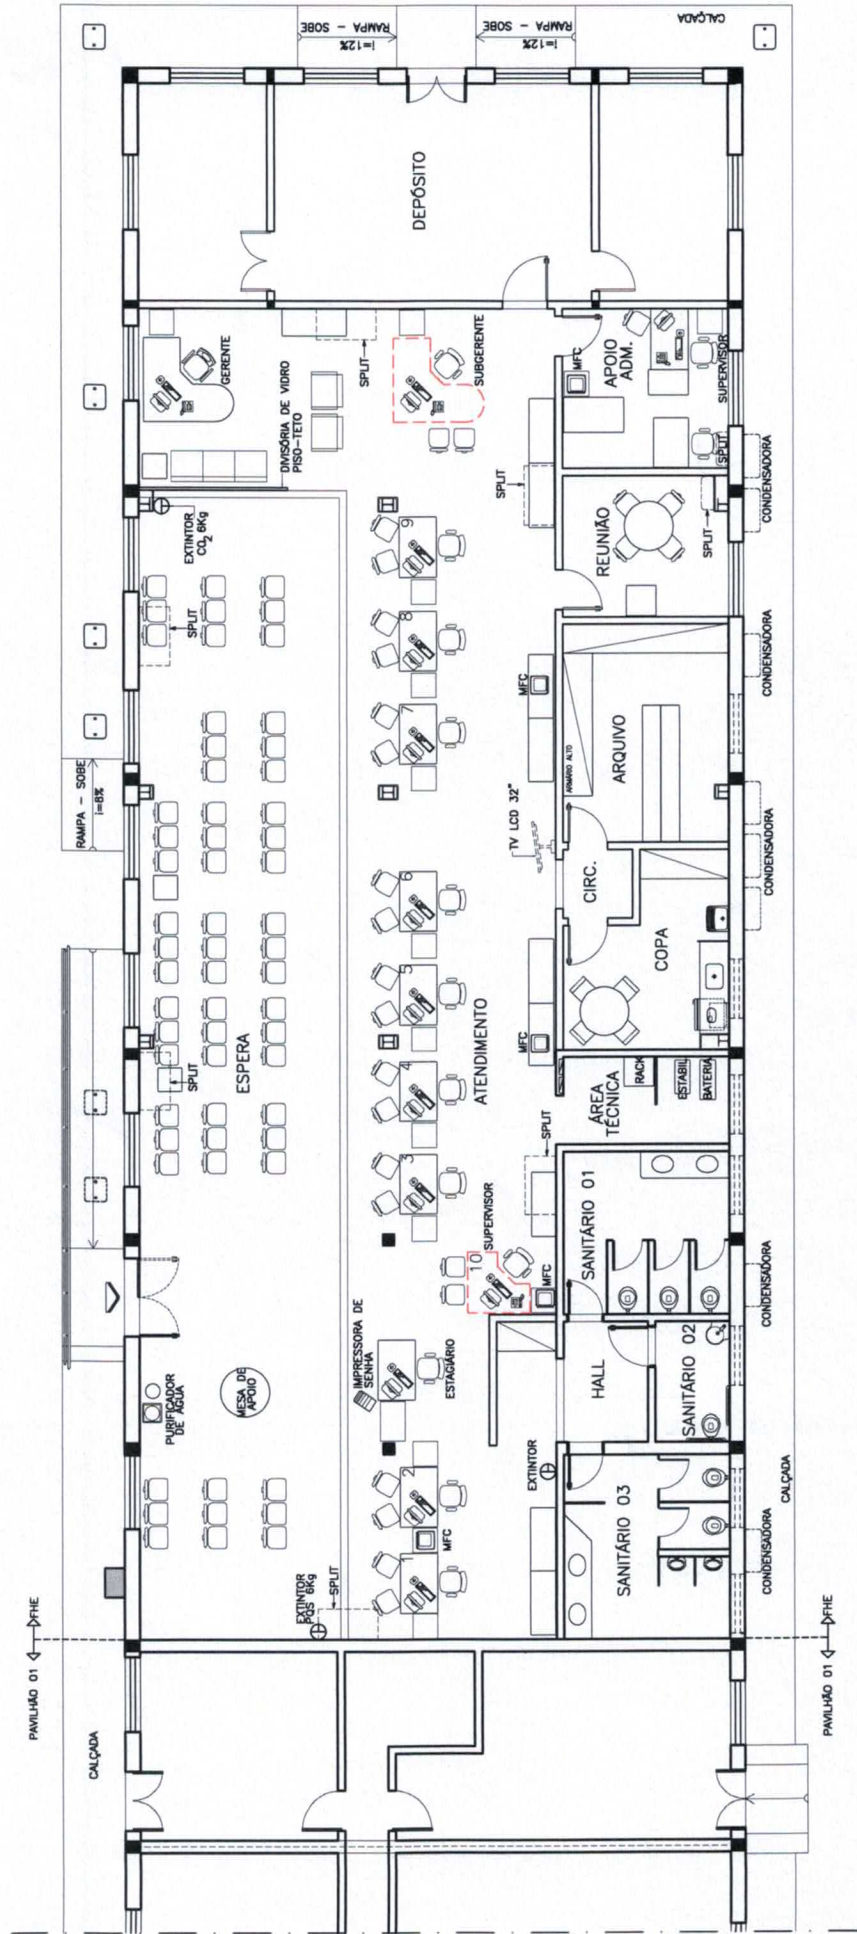 CALÇADA
RAMPA - SOBE
i=12%
RAMPA - SOBE
i=12%
DEPÓSITO
GERENTE
DIVISÓRIA DE VIDRO
PISO-TETO
SPLIT
SUBGERENTE
MFC
APOIO
ADM.
SUPERVISOR
SPLIT
CONDENSADORA
EXTINTOR
CO2 6Kg
SPLIT
9
SPLIT
REUNIÃO
SPLIT
8
CONDENSADORA
7
MFC
ARMÁRIO ALTO
ARQUIVO
RAMPA - SOBE
i=8%
TV LCD 32"
CIRC.
CONDENSADORA
6
COPA
5
ATENDIMENTO
MFC
ESPERA
SPLIT
4
ÁREA
TÉCNICA
RACK
ESTABIL.
BATERIA
3
SPLIT
SANITÁRIO 01
10
SUPERVISOR
MFC
CONDENSADORA
IMPRESSORA DE
SENHA
ESTAGIÁRIO
HALL
SANITÁRIO 02
PURIFICADOR
DE ÁGUA
MESA DE
APOIO
2
EXTINTOR
MFC
SANITÁRIO 03
CALÇADA
CONDENSADORA
1
EXTINTOR
PQS 6Kg
SPLIT
PAVILHÃO 01
FHE
PAVILHÃO 01
FHE
CALÇADA